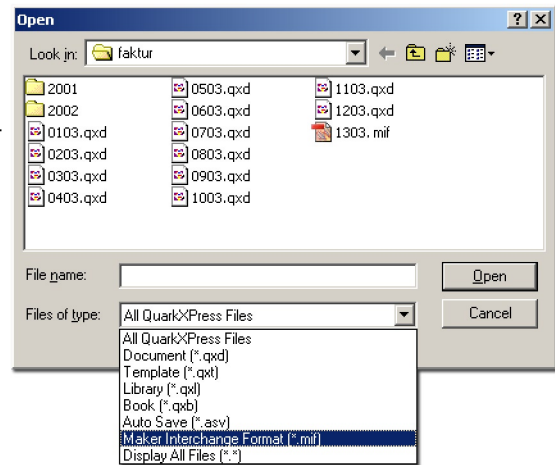 Open
Look in: faktur
2001 0503.qxd 1103.qxd
2002 0603.qxd 1203.qxd
0103.qxd 0703.qxd 1303. mif
0203.qxd 0803.qxd
0303.qxd 0903.qxd
0403.qxd 1003.qxd
File name: Open
Files of type: All QuarkXPress Files Cancel
All QuarkXPress Files
Document (*.qxd)
Template (*.qxt)
Library (*.qxl)
Book (*.qxb)
Auto Save (*.asv)
Maker Interchange Format (*.mif)
Display All Files (*.*)